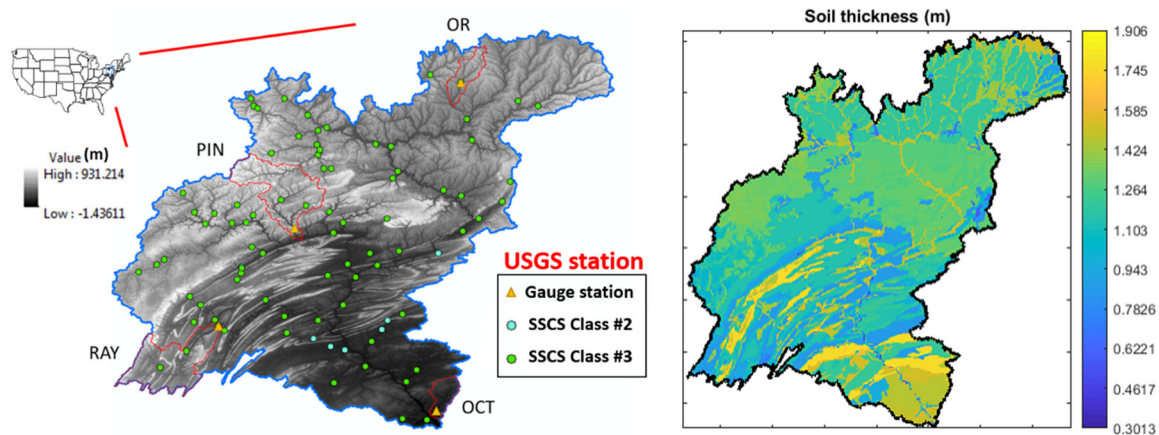 OR
PIN
Value (m)
High : 931.214
Low : -1.43611
USGS station
Gauge station
SSCS Class #2
SSCS Class #3
RAY
OCT
Soil thickness (m)
1.906
1.745
1.585
1.424
1.264
1.103
0.943
0.7826
0.6221
0.4617
0.3013